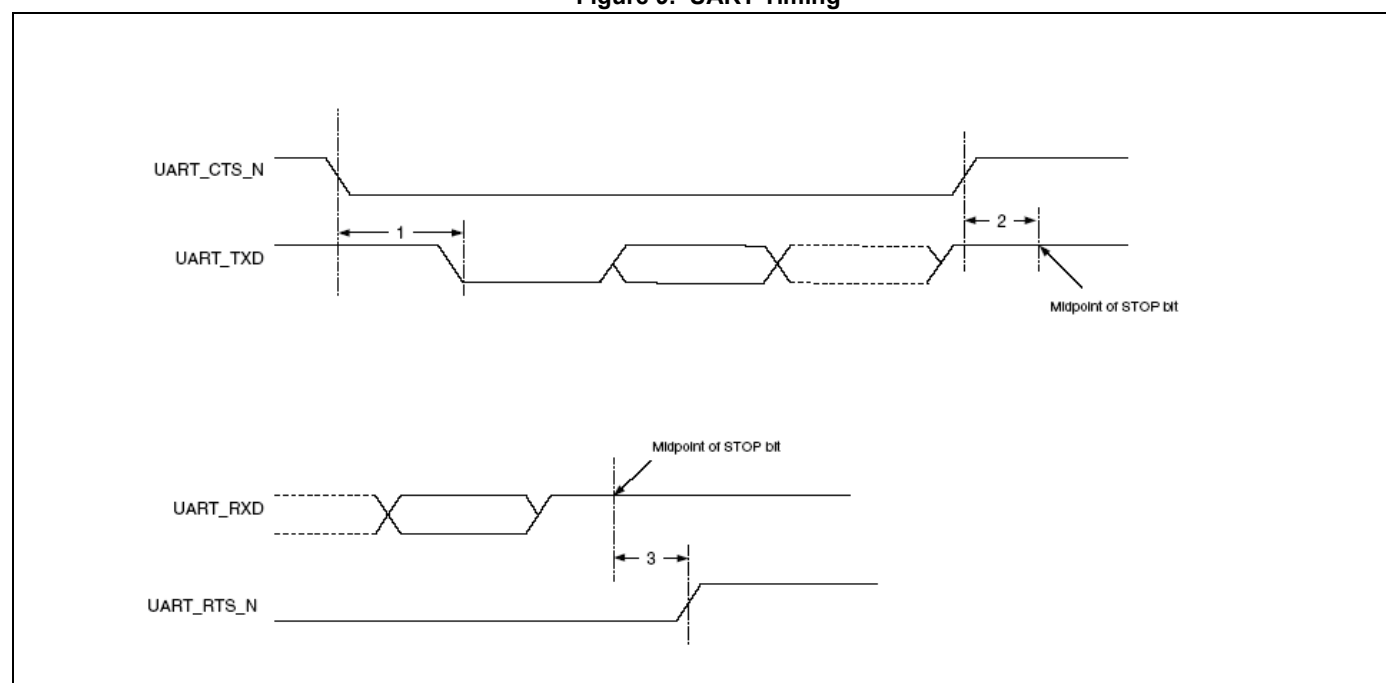 Figure 9. UART Timing
UART_CTS_N
1
2
UART_TXD
Midpoint of STOP bit
Midpoint of STOP bit
UART_RXD
3
UART_RTS_N